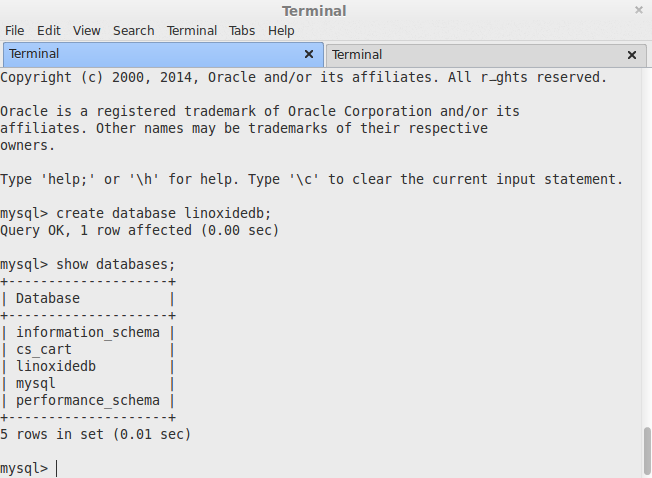 Terminal
File Edit View Search Terminal Tabs Help
Terminal Terminal
Copyright (c) 2000, 2014, Oracle and/or its affiliates. All reserved.

Oracle is a registered trademark of Oracle Corporation and/or its
affiliates. Other names may be trademarks of their respective
owners.

Type 'help;' or '\h' for help. Type '\c' to clear the current input statement.

mysql> create database linoxidedb;
Query OK, 1 row affected (0.00 sec)

mysql> show databases;
+--------------------+
| Database           |
+--------------------+
| information_schema |
| cs_cart            |
| linoxidedb         |
| mysql              |
| performance_schema |
+--------------------+
5 rows in set (0.01 sec)

mysql>